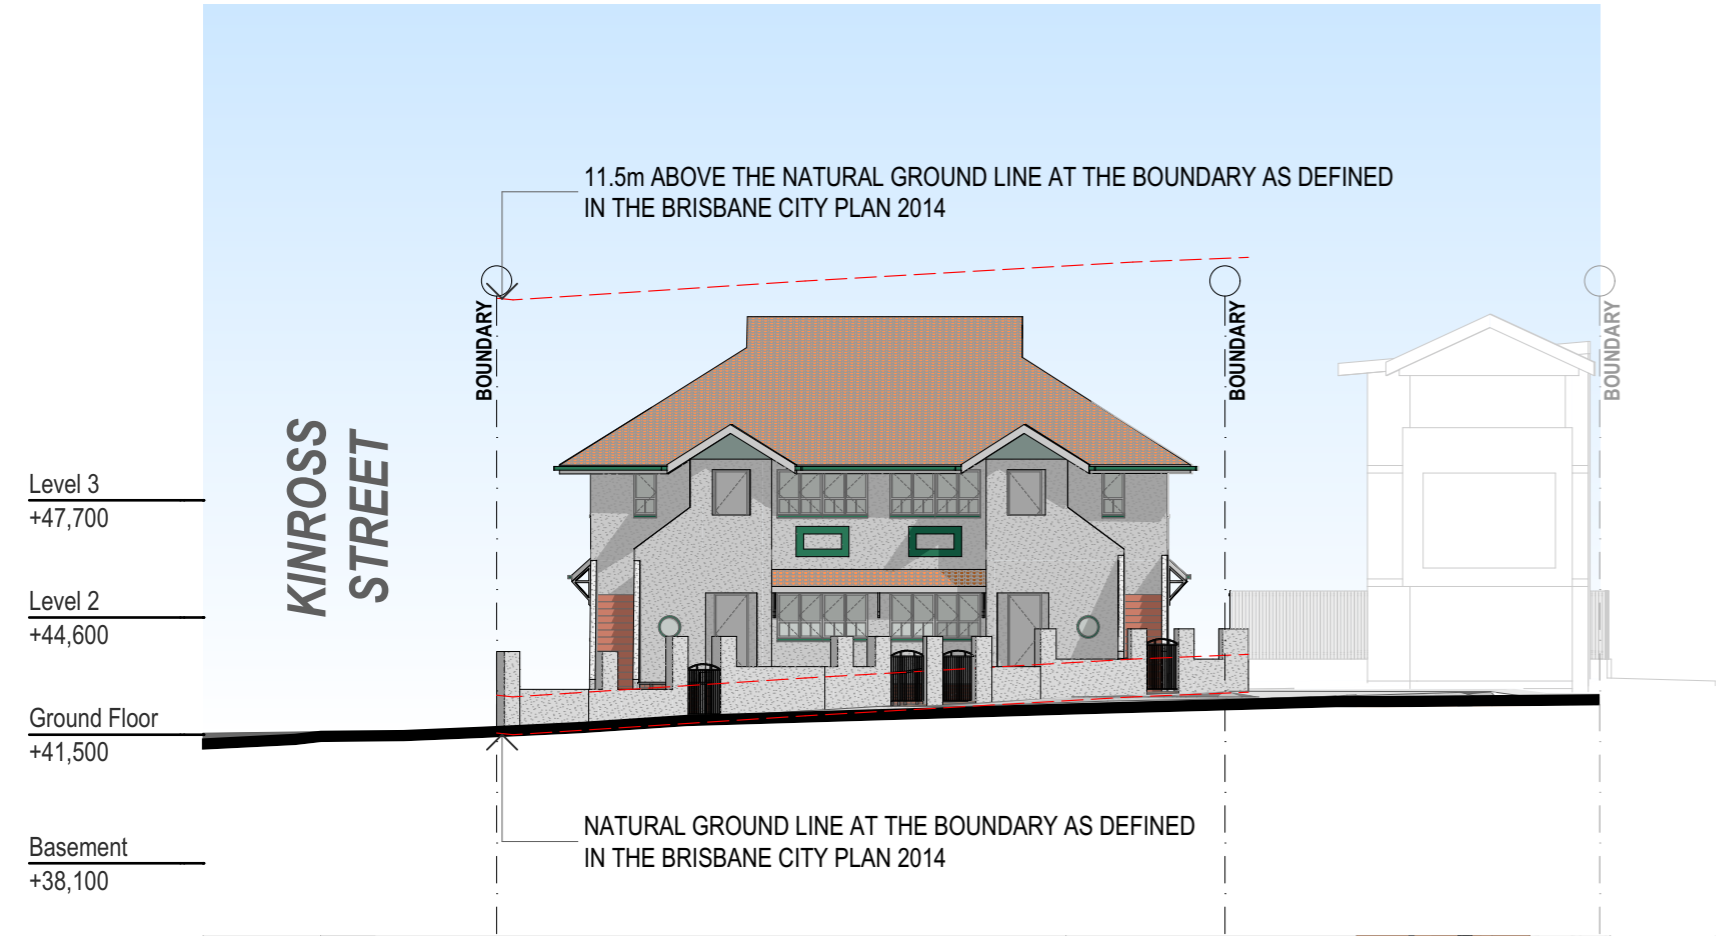 11.5m ABOVE THE NATURAL GROUND LINE AT THE BOUNDARY AS DEFINED
IN THE BRISBANE CITY PLAN 2014
BOUNDARY
BOUNDARY
BOUNDARY
KINROSS
STREET
Level 3
+47,700
Level 2
+44,600
Ground Floor
+41,500
Basement
+38,100
NATURAL GROUND LINE AT THE BOUNDARY AS DEFINED
IN THE BRISBANE CITY PLAN 2014